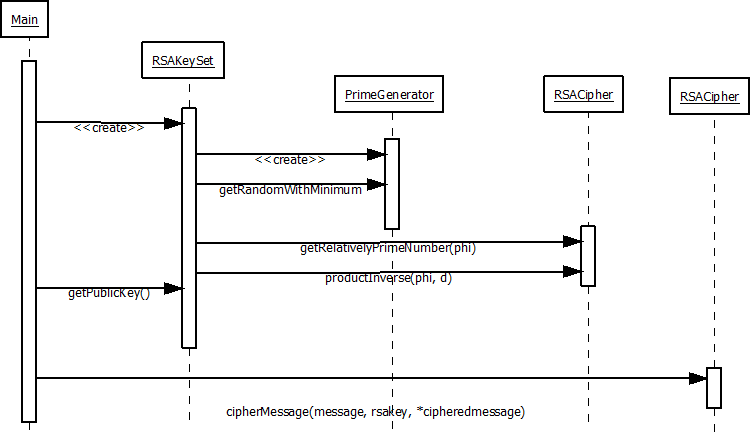 Main
RSAKeySet
PrimeGenerator
RSACipher
RSACipher
<<create>>
<<create>>
getRandomWithMinimum
getRelativelyPrimeNumber(phi)
productInverse(phi, d)
getPublicKey()
cipherMessage(message, rsakey, *cipheredmessage)